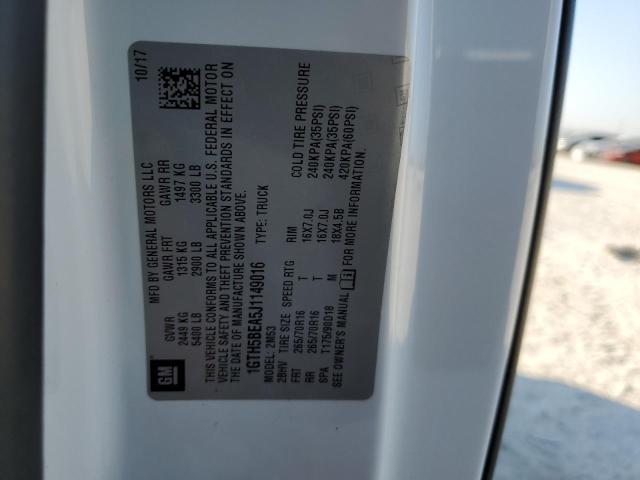 GM
MFD BY GENERAL MOTORS LLC 10/17
GVWR GAWR FRT GAWR RR
2449 KG 1315 KG 1497 KG
5400 LB 2900 LB 3300 LB
THIS VEHICLE CONFORMS TO ALL APPLICABLE U.S. FEDERAL MOTOR
VEHICLE SAFETY AND THEFT PREVENTION STANDARDS IN EFFECT ON
THE DATE OF MANUFACTURE SHOWN ABOVE.
1GTH5BEA5J1149016 TYPE: TRUCK
MODEL: 2M53
2BHV TIRE SIZE SPEED RTG RIM COLD TIRE PRESSURE
FRT 265/70R16 T 16X7.0J 240KPA(35PSI)
RR 265/70R16 T 16X7.0J 240KPA(35PSI)
SPA T175/90D18 M 18X4.5B 420KPA(60PSI)
SEE OWNER'S MANUAL FOR MORE INFORMATION.